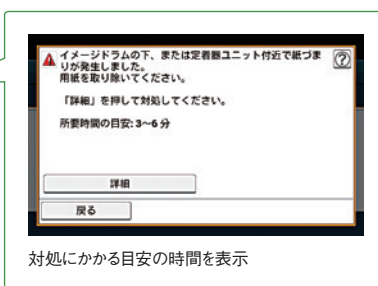 イメージドラムの下、または定着器ユニット付近で紙づま
りが発生しました。
用紙を取り除いてください。
「詳細」を押して対処してください。
所要時間の目安: 3～6 分
詳細
戻る
対処にかかる目安の時間を表示